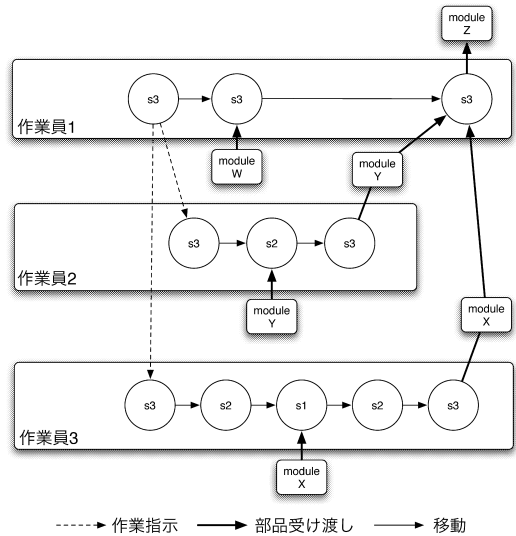 module
Z
s3
s3
s3
作業員1
module
W
module
Y
s3
s2
s3
作業員2
module
Y
module
X
s3
s2
s1
s2
s3
作業員3
module
X
作業指示
部品受け渡し
移動